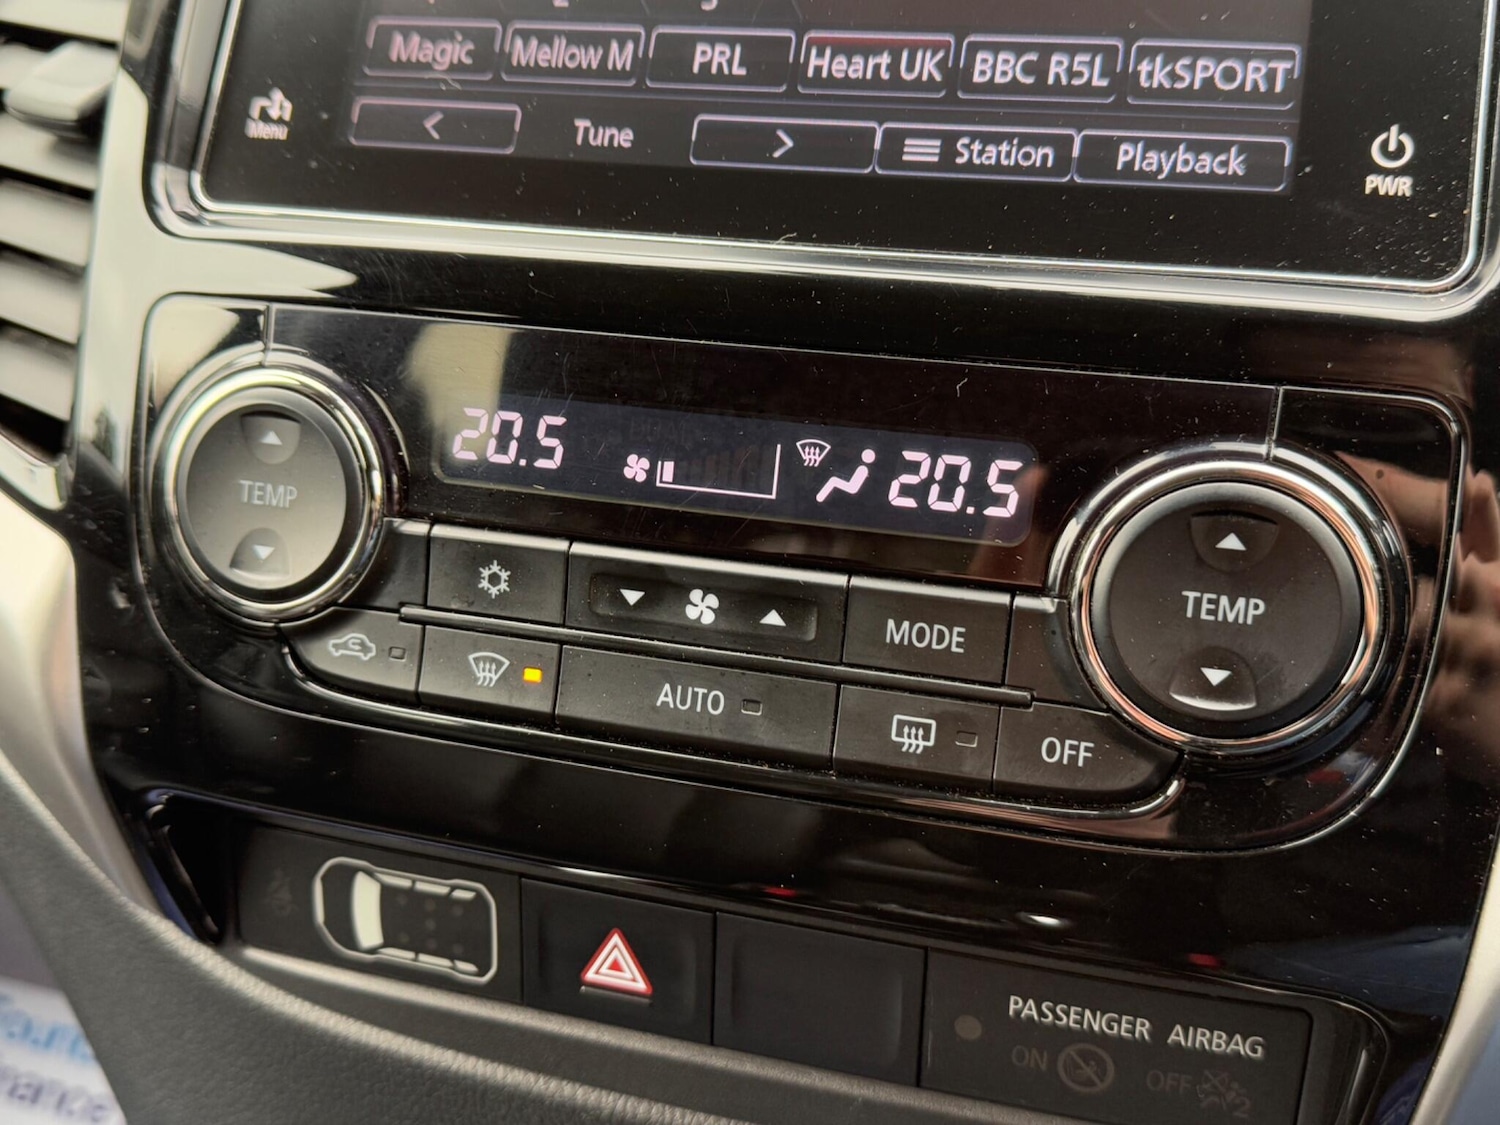 Magic Mellow M PRL Heart UK BBC R5L tkSPORT
Menu < Tune > Station Playback PWR
20.5 20.5
TEMP
TEMP
MODE
AUTO
OFF
PASSENGER AIRBAG
ON OFF 2